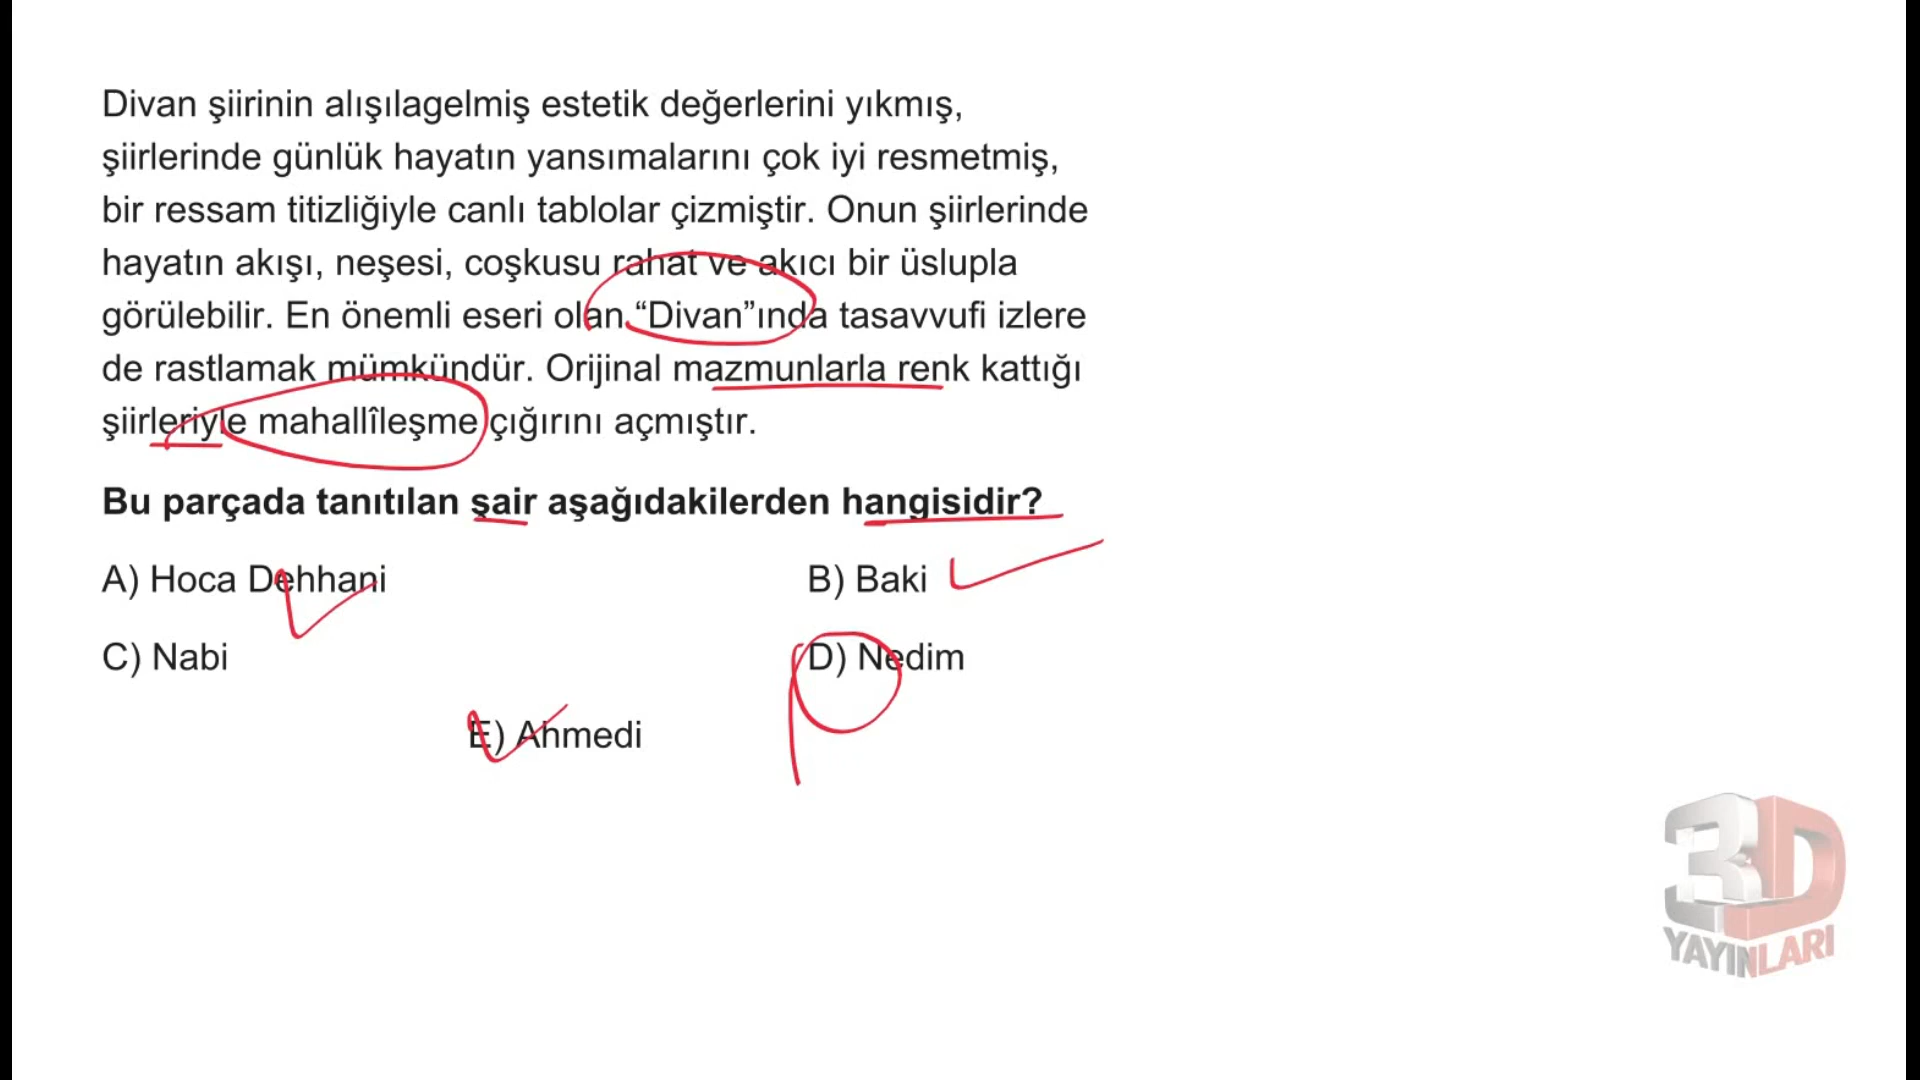 Divan şiirinin alışılagelmiş estetik değerlerini yıkmış,
şiirlerinde günlük hayatın yansımalarını çok iyi resmetmiş,
bir ressam titizliğiyle canlı tablolar çizmiştir. Onun şiirlerinde
hayatın akışı, neşesi, coşkusu rahat ve akıcı bir üslupla
görülebilir. En önemli eseri olan “Divan”ında tasavvufi izlere
de rastlamak mümkündür. Orijinal mazmunlarla renk kattığı
şiirleriyle mahallîleşme çığırını açmıştır.
Bu parçada tanıtılan şair aşağıdakilerden hangisidir?
A) Hoca Dehhani
B) Baki
C) Nabi
D) Nedim
E) Ahmedi
3D
YAYINLARI